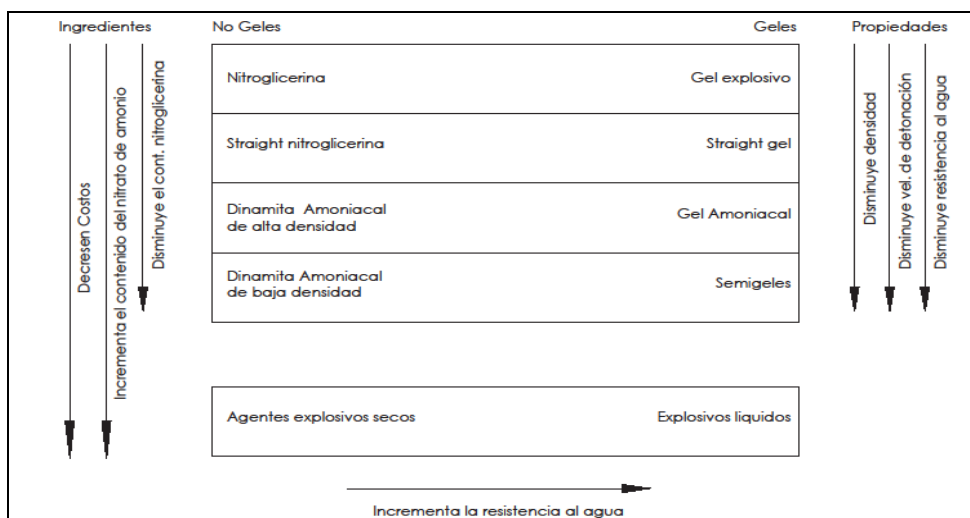 Ingredientes
No Geles
Geles
Propiedades
Decresen Costos
Incrementa el contenido del nitrato de amonio
Disminuye el cont. nitroglicerina
Nitroglicerina
Gel explosivo
Straight nitroglicerina
Straight gel
Dinamita Amoniacal
de alta densidad
Gel Amoniacal
Dinamita Amoniacal
de baja densidad
Semigeles
Disminuye densidad
Disminuye vel. de detonación
Disminuye resistencia al agua
Agentes explosivos secos
Explosivos liquidos
Incrementa la resistencia al agua